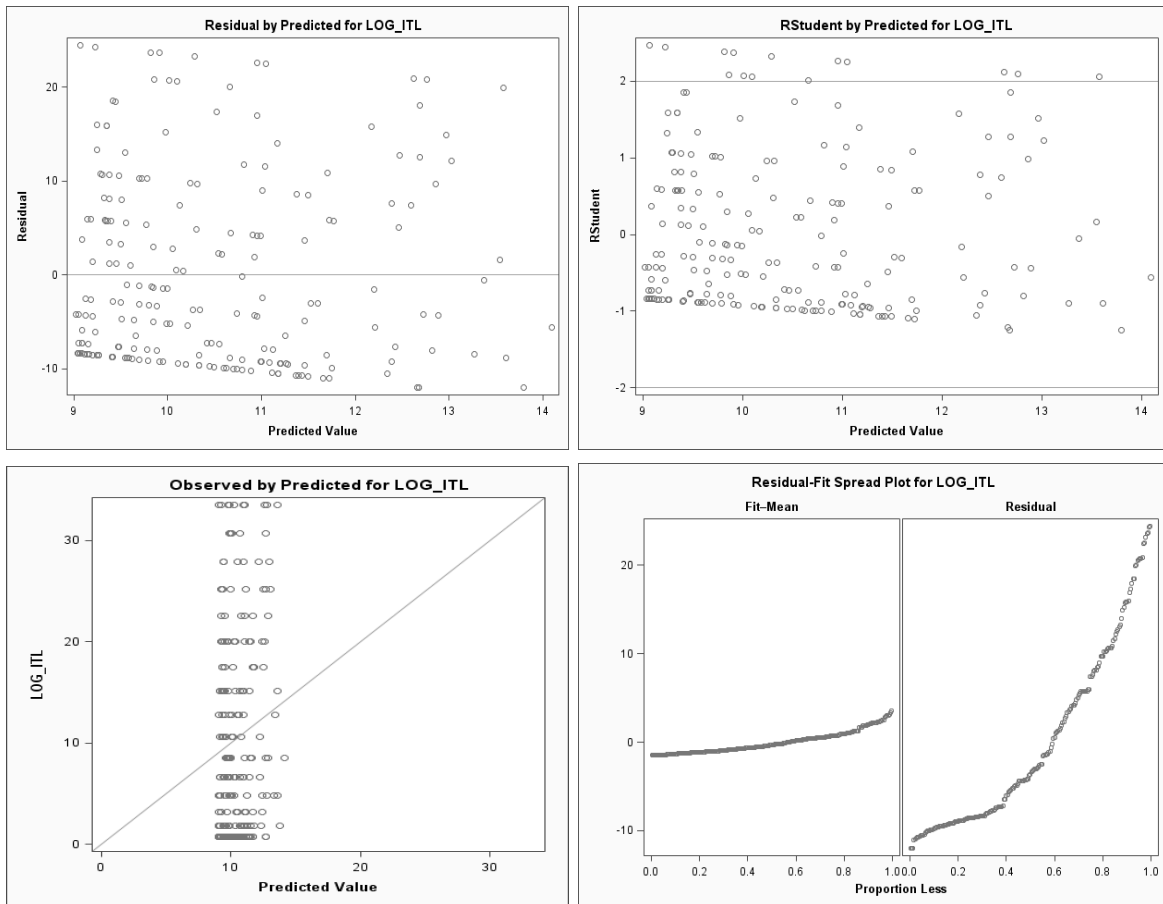 Residual by Predicted for LOG_ITL
Residual
20
10
0
-10
9 10 11 12 13 14
Predicted Value
RStudent by Predicted for LOG_ITL
RStudent
2
1
0
-1
-2
9 10 11 12 13 14
Predicted Value
Observed by Predicted for LOG_ITL
LOG_ITL
30
20
10
0
0 10 20 30
Predicted Value
Residual-Fit Spread Plot for LOG_ITL
Fit–Mean Residual
20
10
0
-10
0.0 0.2 0.4 0.6 0.8 1.0 0.0 0.2 0.4 0.6 0.8 1.0
Proportion Less